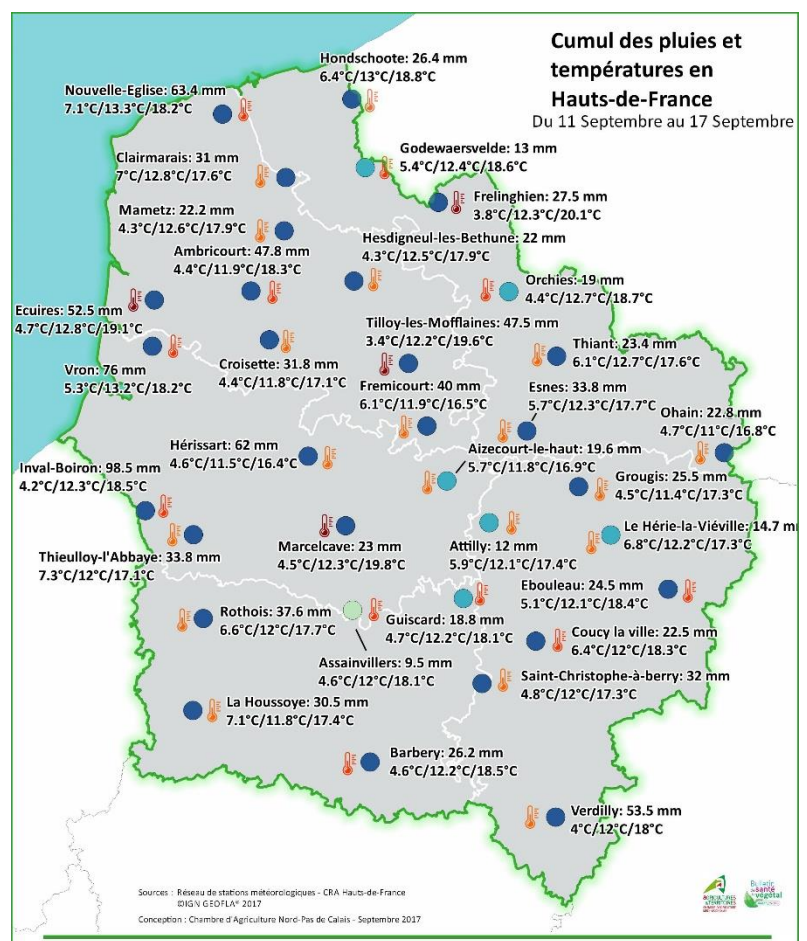 Cumul des pluies et
températures en
Hauts-de-France
Du 11 Septembre au 17 Septembre
Hondschoote: 26.4 mm
6.4°C/13°C/18.8°C
Nouvelle-Eglise: 63.4 mm
7.1°C/13.3°C/18.2°C
Godewaersvelde: 13 mm
5.4°C/12.4°C/18.6°C
Clairmarais: 31 mm
7°C/12.8°C/17.6°C
Frelinghien: 27.5 mm
3.8°C/12.3°C/20.1°C
Mametz: 22.2 mm
4.3°C/12.6°C/17.9°C
Hesdigneul-les-Bethune: 22 mm
4.3°C/12.5°C/17.9°C
Ambricourt: 47.8 mm
4.4°C/11.9°C/18.3°C
Orchies: 19 mm
4.4°C/12.7°C/18.7°C
Ecuires: 52.5 mm
4.7°C/12.8°C/19.1°C
Tilloy-les-Mofflaines: 47.5 mm
3.4°C/12.2°C/19.6°C
Thiant: 23.4 mm
6.1°C/12.7°C/17.6°C
Vron: 76 mm
5.3°C/13.2°C/18.2°C
Croisette: 31.8 mm
4.4°C/11.8°C/17.1°C
Fremicourt: 40 mm
6.1°C/11.9°C/16.5°C
Esnes: 33.8 mm
5.7°C/12.3°C/17.7°C
Ohain: 22.8 mm
4.7°C/11°C/16.8°C
Hérissart: 62 mm
4.6°C/11.5°C/16.4°C
Aizecourt-le-haut: 19.6 mm
5.7°C/11.8°C/16.9°C
Inval-Boiron: 98.5 mm
4.2°C/12.3°C/18.5°C
Grougis: 25.5 mm
4.5°C/11.4°C/17.3°C
Le Hérie-la-Viéville: 14.7 mm
6.8°C/12.2°C/17.3°C
Thieulloy-l'Abbaye: 33.8 mm
7.3°C/12°C/17.1°C
Marcelcave: 23 mm
4.5°C/12.3°C/19.8°C
Attilly: 12 mm
5.9°C/12.1°C/17.4°C
Ebouleau: 24.5 mm
5.1°C/12.1°C/18.4°C
Rothois: 37.6 mm
6.6°C/12°C/17.7°C
Guiscard: 18.8 mm
4.7°C/12.2°C/18.1°C
Coucy la ville: 22.5 mm
6.4°C/12°C/18.3°C
Assainvillers: 9.5 mm
4.6°C/12°C/18.1°C
Saint-Christophe-à-berry: 32 mm
4.8°C/12°C/17.3°C
La Houssoye: 30.5 mm
7.1°C/11.8°C/17.4°C
Barbery: 26.2 mm
4.6°C/12.2°C/18.5°C
Verdilly: 53.5 mm
4°C/12°C/18°C
Sources : Réseau de stations météorologiques - CRA Hauts-de-France
©IGN GEOFLA® 2017
Conception : Chambre d'Agriculture Nord-Pas de Calais - Septembre 2017
AGRICULTURES
& TERRITOIRES
Bulletin
de santé
du végétal